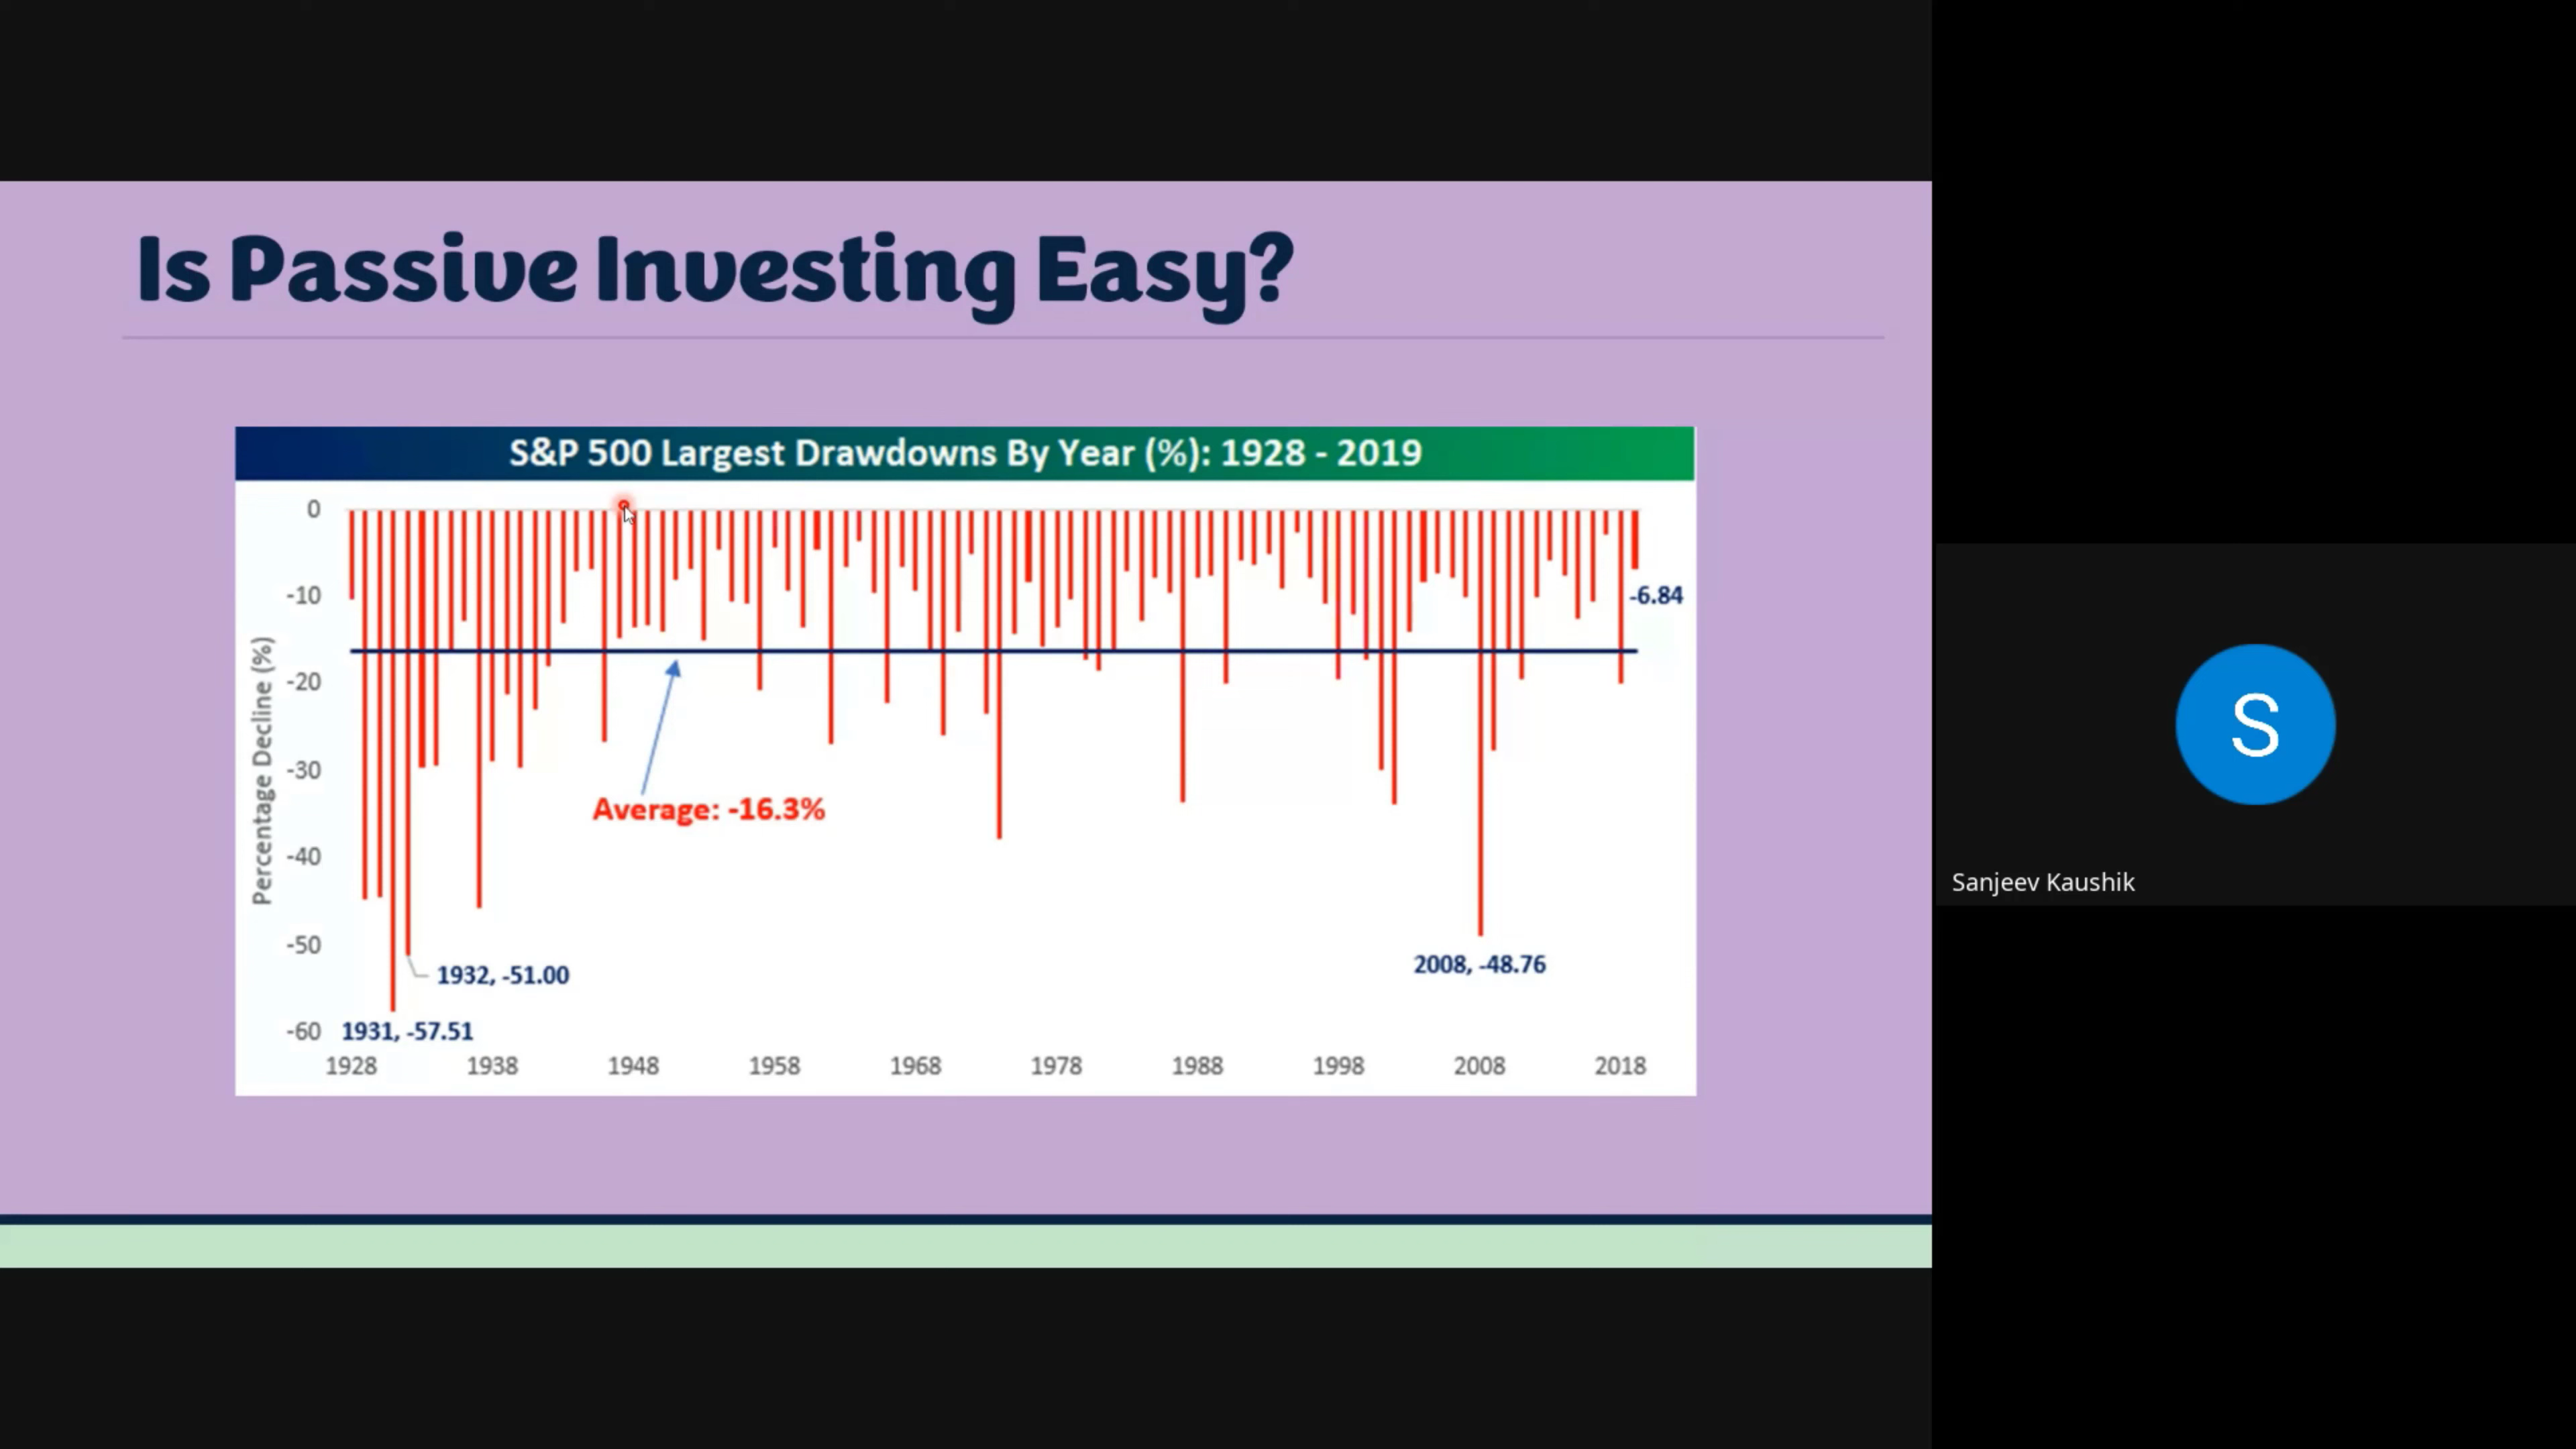 Is Passive Investing Easy?
S&P 500 Largest Drawdowns By Year (%): 1928 - 2019
Percentage Decline (%)
0
-10
-20
-30
-40
-50
-60
-6.84
Average: -16.3%
1932, -51.00
2008, -48.76
1931, -57.51
1928 1938 1948 1958 1968 1978 1988 1998 2008 2018
S
Sanjeev Kaushik